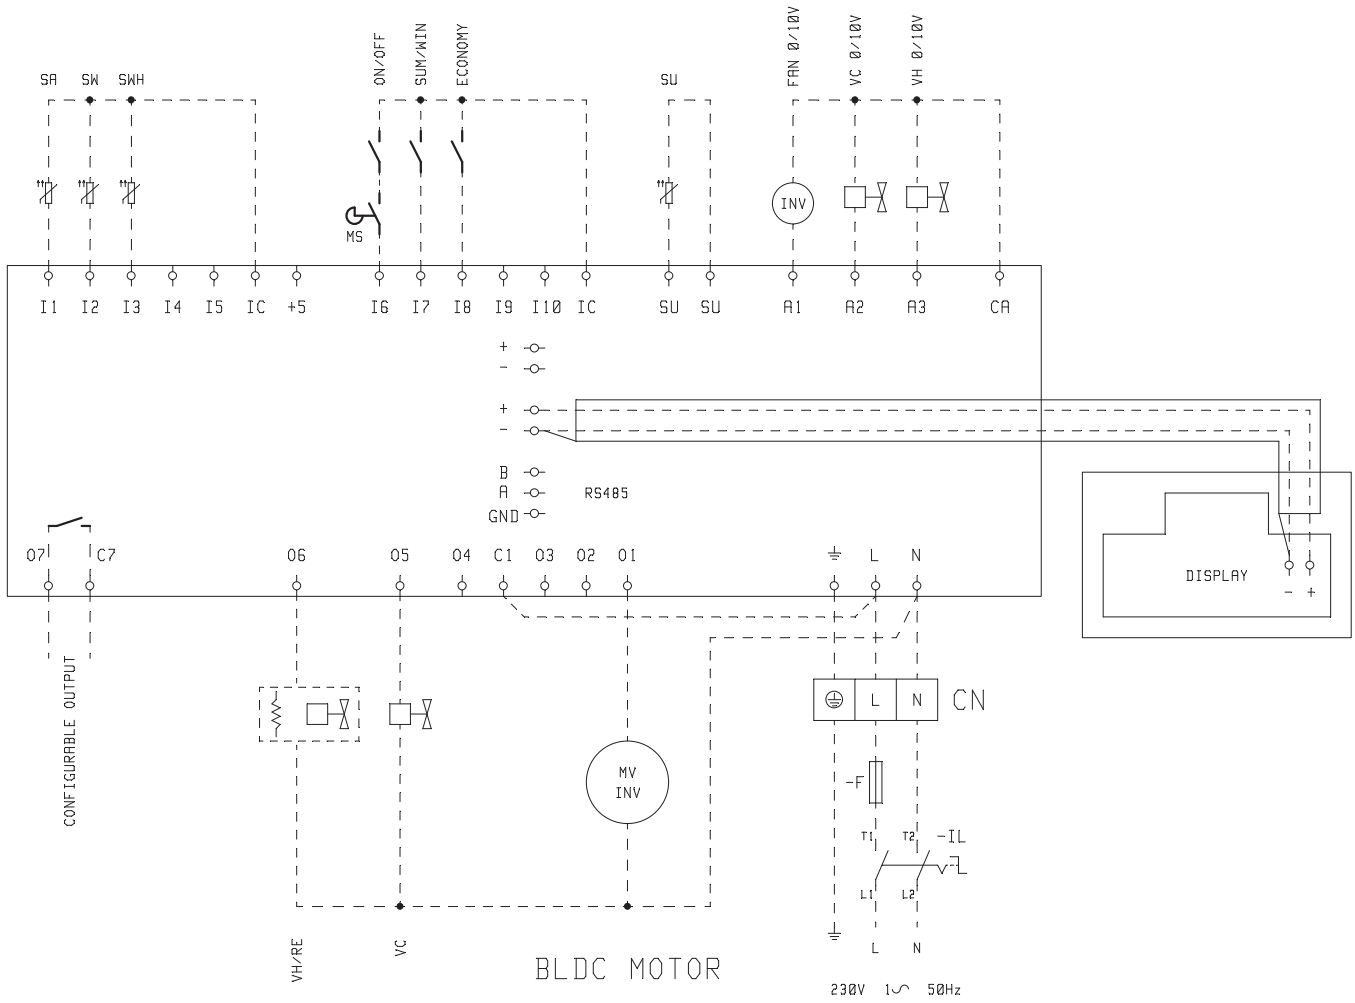 SA SW SWH ON/OFF SUM/WIN ECONOMY SU FAN 0/10V VC 0/10V VH 0/10V
INV
MS
I1 I2 I3 I4 I5 IC +5 I6 I7 I8 I9 I10 IC SU SU A1 A2 A3 CA
+
-
+
-
B
A RS485
GND
O7 C7 O6 O5 O4 C1 O3 O2 O1 L N
DISPLAY
- +
CONFIGURABLE OUTPUT
L N CN
MV
INV
-F
T1 T2 -IL
L1 L2
VH/RE VC L N
BLDC MOTOR
230V 1~ 50Hz